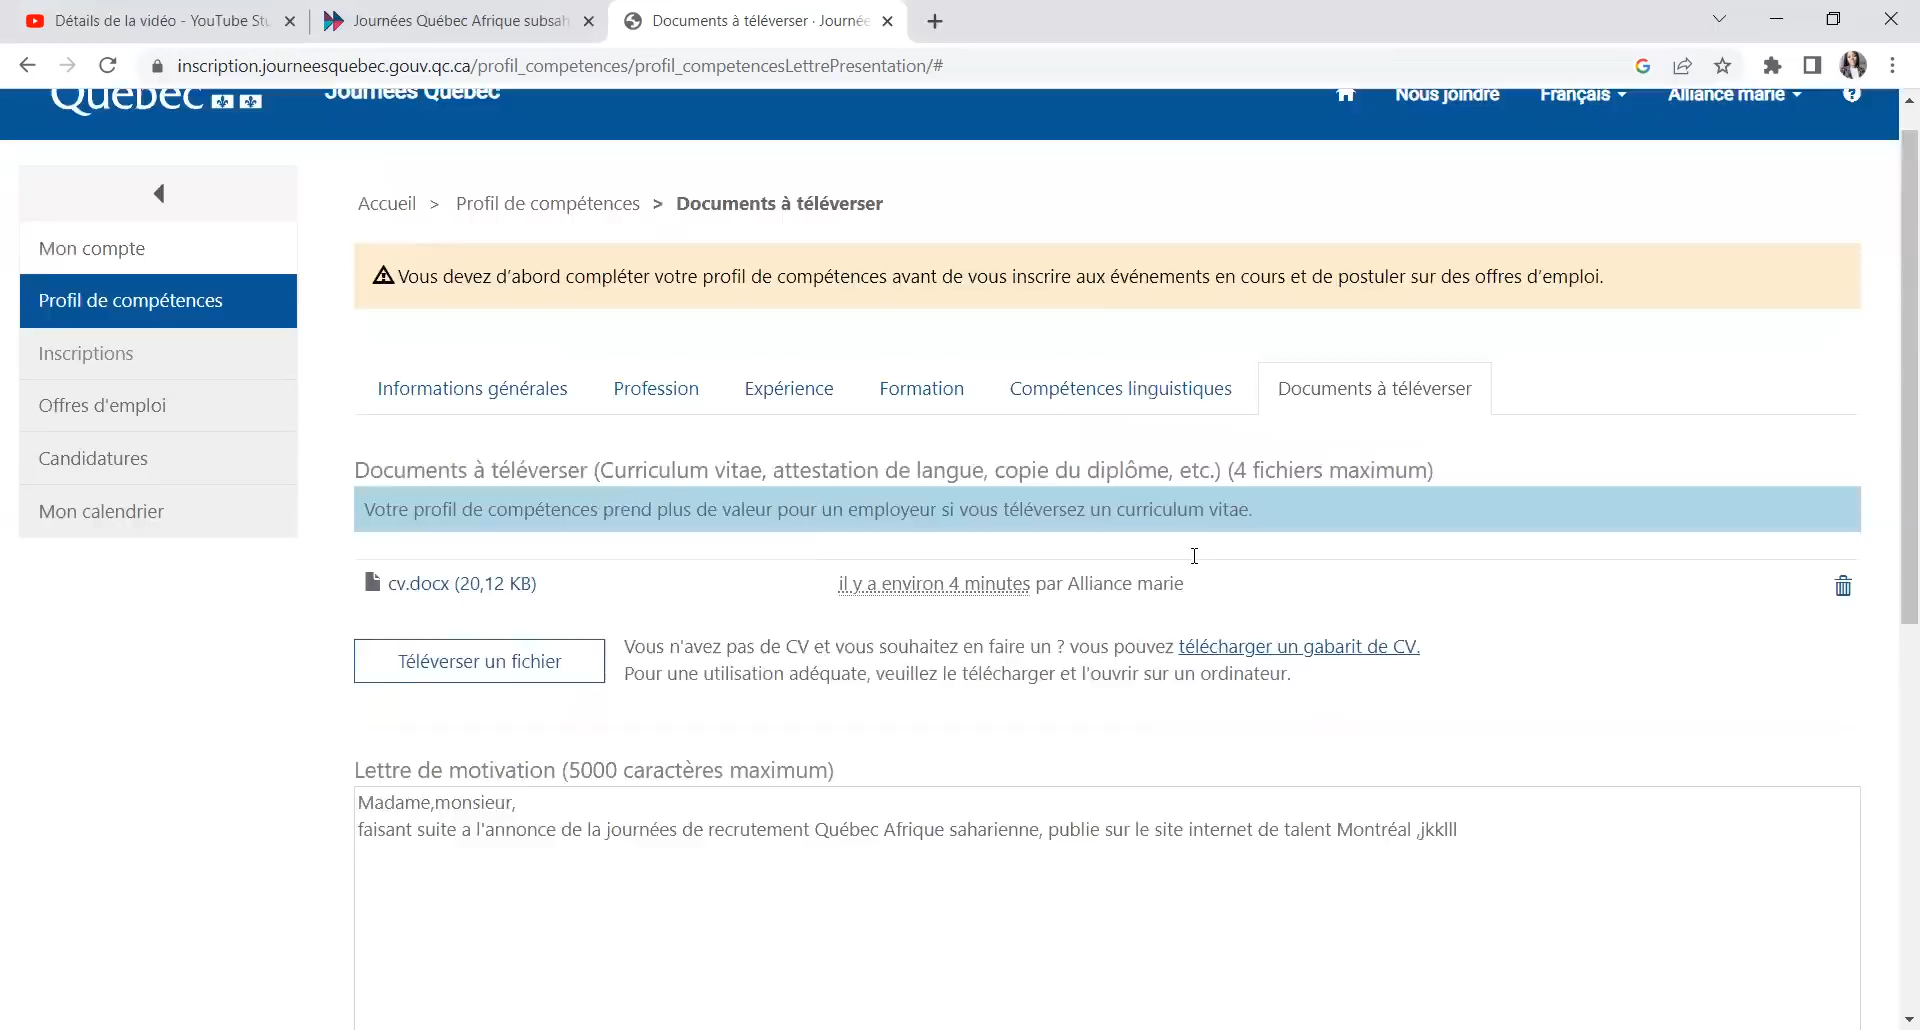 Détails de la vidéo - YouTube Stu
Journées Québec Afrique subsah
Documents à téléverser · Journée
inscription.journeesquebec.gouv.qc.ca/profil_competences/profil_competencesLettrePresentation/#
Québec
Journées Québec
Nous joindre
Français
Alliance marie
Mon compte
Profil de compétences
Inscriptions
Offres d'emploi
Candidatures
Mon calendrier
Accueil > Profil de compétences > Documents à téléverser
Vous devez d’abord compléter votre profil de compétences avant de vous inscrire aux événements en cours et de postuler sur des offres d’emploi.
Informations générales
Profession
Expérience
Formation
Compétences linguistiques
Documents à téléverser
Documents à téléverser (Curriculum vitae, attestation de langue, copie du diplôme, etc.) (4 fichiers maximum)
Votre profil de compétences prend plus de valeur pour un employeur si vous téléversez un curriculum vitae.
cv.docx (20,12 KB)
il y a environ 4 minutes par Alliance marie
Téléverser un fichier
Vous n'avez pas de CV et vous souhaitez en faire un ? vous pouvez télécharger un gabarit de CV.
Pour une utilisation adéquate, veuillez le télécharger et l'ouvrir sur un ordinateur.
Lettre de motivation (5000 caractères maximum)
Madame,monsieur,
faisant suite a l'annonce de la journées de recrutement Québec Afrique saharienne, publie sur le site internet de talent Montréal ,jkklll